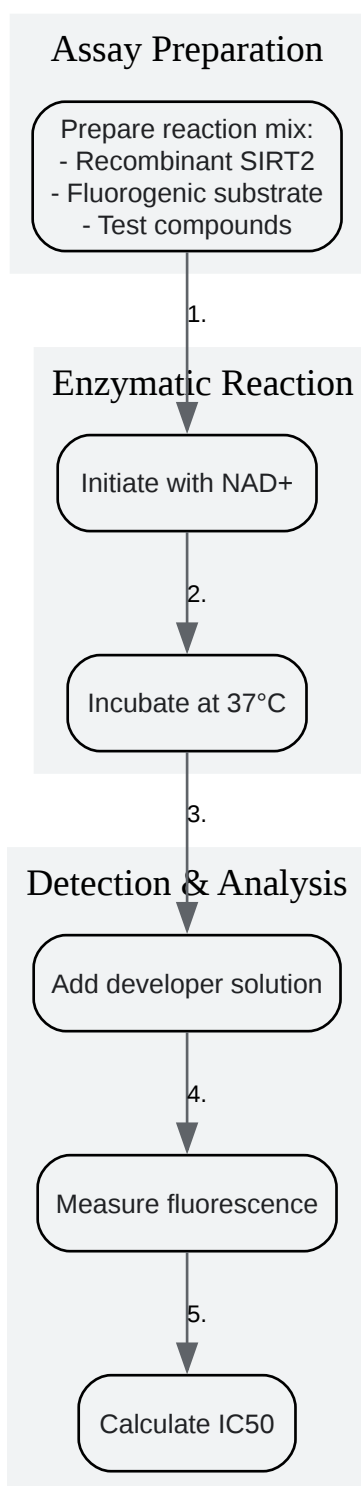 Assay Preparation
Prepare reaction mix:
- Recombinant SIRT2
- Fluorogenic substrate
- Test compounds
1.
Enzymatic Reaction
Initiate with NAD+
2.
Incubate at 37°C
3.
Detection & Analysis
Add developer solution
4.
Measure fluorescence
5.
Calculate IC50